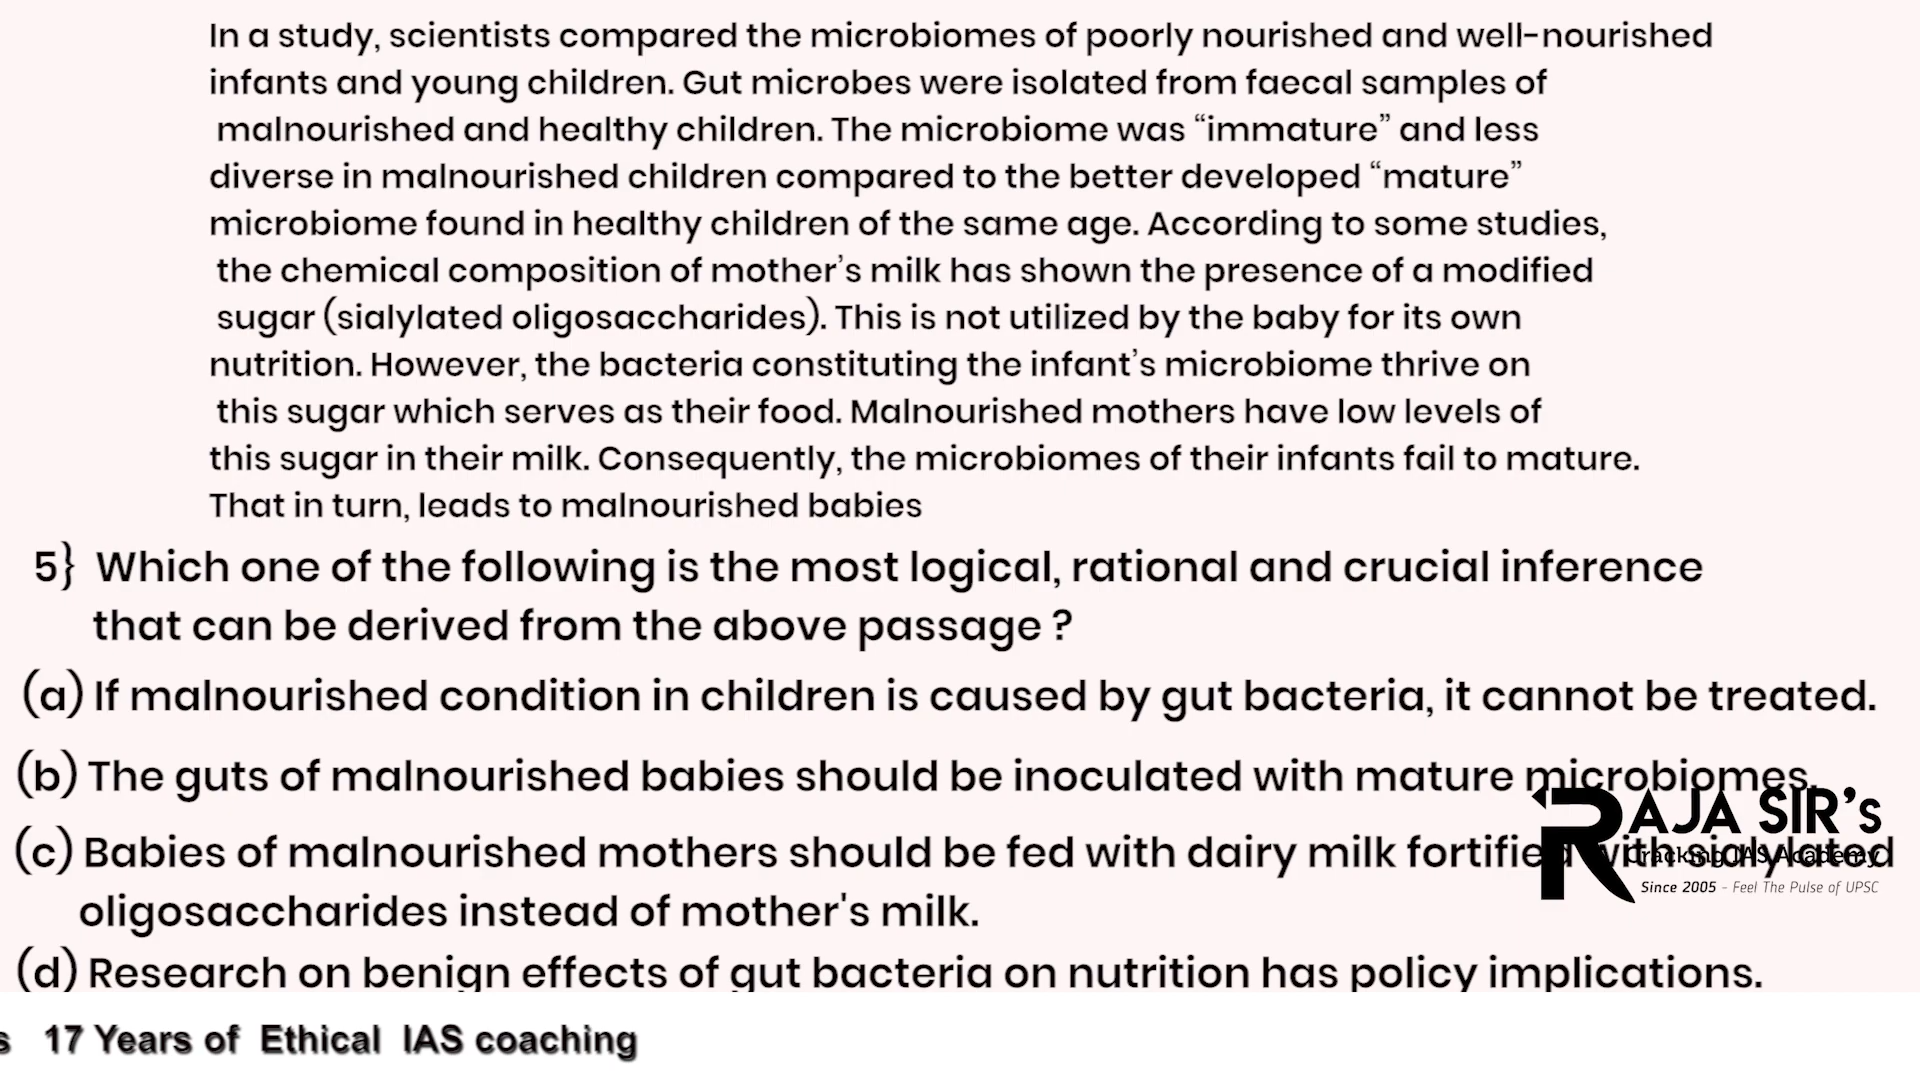 In a study, scientists compared the microbiomes of poorly nourished and well-nourished
infants and young children. Gut microbes were isolated from faecal samples of
malnourished and healthy children. The microbiome was “immature” and less
diverse in malnourished children compared to the better developed “mature”
microbiome found in healthy children of the same age. According to some studies,
the chemical composition of mother’s milk has shown the presence of a modified
sugar (sialylated oligosaccharides). This is not utilized by the baby for its own
nutrition. However, the bacteria constituting the infant’s microbiome thrive on
this sugar which serves as their food. Malnourished mothers have low levels of
this sugar in their milk. Consequently, the microbiomes of their infants fail to mature.
That in turn, leads to malnourished babies
5} Which one of the following is the most logical, rational and crucial inference
that can be derived from the above passage ?
(a) If malnourished condition in children is caused by gut bacteria, it cannot be treated.
(b) The guts of malnourished babies should be inoculated with mature microbiomes.
(c) Babies of malnourished mothers should be fed with dairy milk fortified with sialylated
oligosaccharides instead of mother's milk.
(d) Research on benign effects of gut bacteria on nutrition has policy implications.
RAJA SIR’s
Cracking IAS Academy
Since 2005 - Feel The Pulse of UPSC
s 17 Years of Ethical IAS coaching